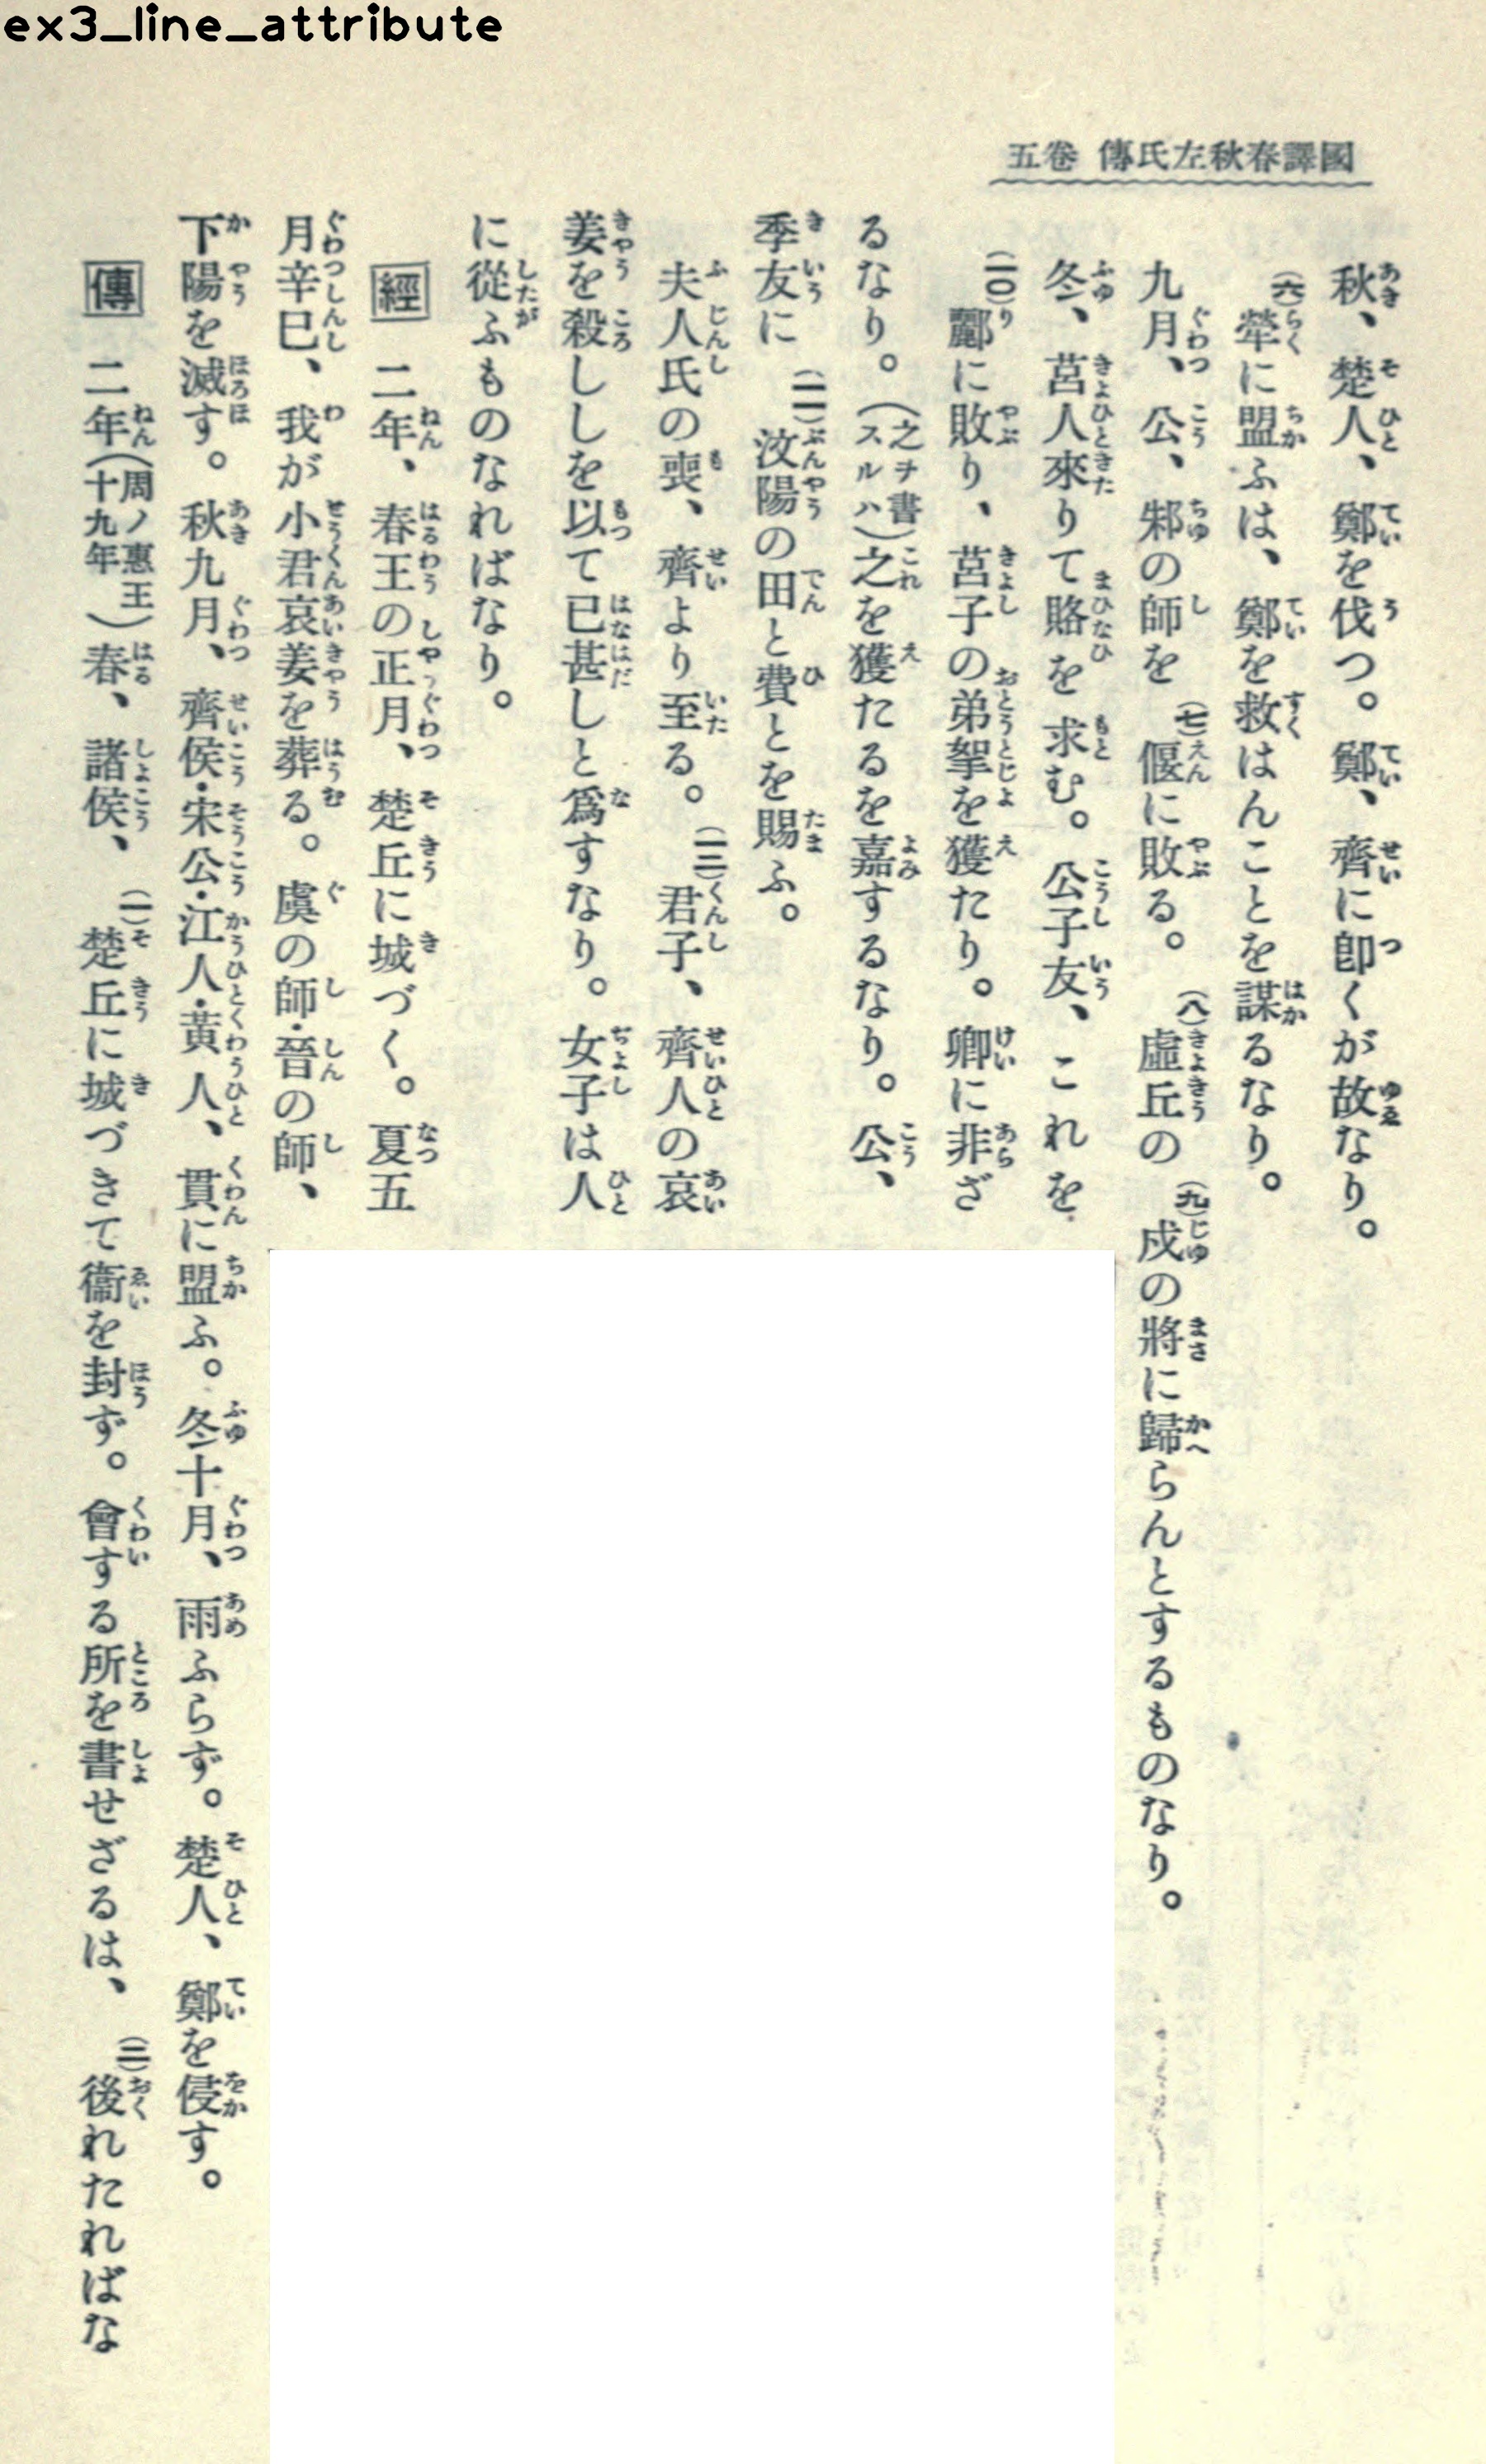 ex3_line_attribute
國譯春秋左氏傳 卷五
秋、楚人、鄭を伐つ。鄭、齊に卽くが故なり。
(六)犖に盟ふは、鄭を救はんことを謀るなり。
九月、公、邾の師を(七)偃に敗る。(八)虛丘の(九)戍の將に歸らんとするものなり。
冬、莒人來りて賂を求む。公子友、これを
(一〇)酈に敗り、莒子の弟挐を獲たり。卿に非ざ
るなり。(之ヲ書スルハ)之を獲たるを嘉するなり。公、
季友に(一一)汶陽の田と費とを賜ふ。
夫人氏の喪、齊より至る。(一二)君子、齊人の哀
姜を殺ししを以て已甚しと爲すなり。女子は人
に從ふものなればなり。
經 二年、春王の正月、楚丘に城づく。夏五
月辛巳、我が小君哀姜を葬る。虞の師・晉の師、
下陽を滅す。秋九月、齊侯・宋公・江人・黃人、貫に盟ふ。冬十月、雨ふらず。楚人、鄭を侵す。
傳 二年(周ノ惠王十九年)春、諸侯、(一)楚丘に城づきて衞を封ず。會する所を書せざるは、(二)後れたればな